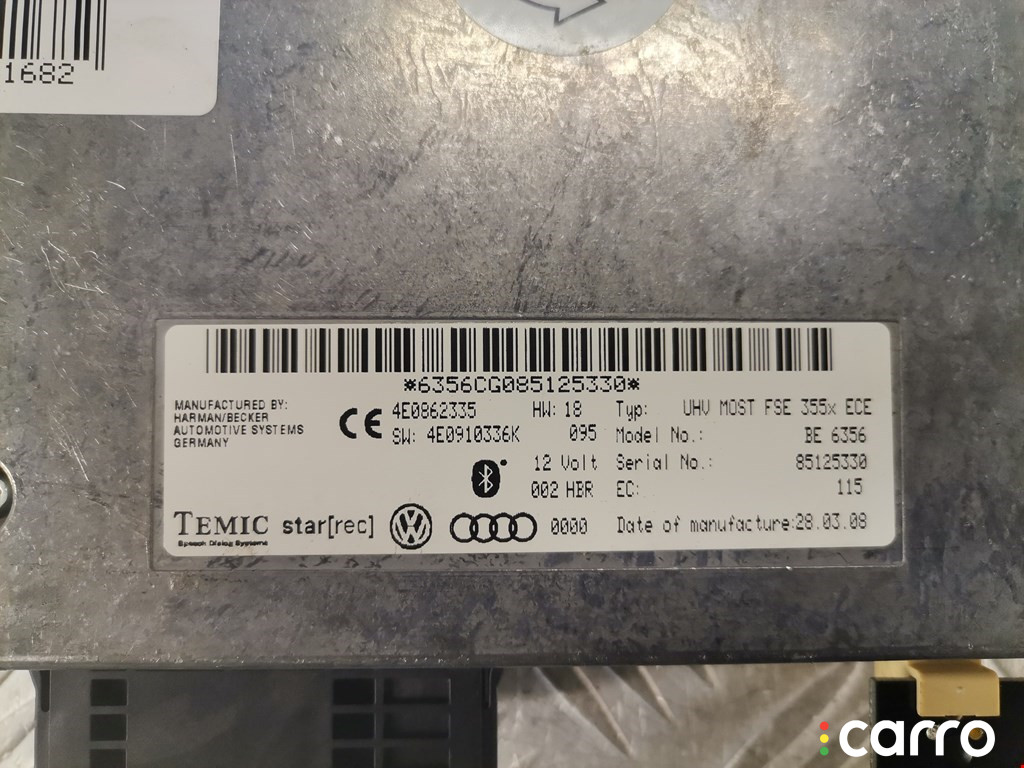 1682
*6356CG085125330*
MANUFACTURED BY:
HARMAN/BECKER
AUTOMOTIVE SYSTEMS
GERMANY
CE
4E0862335 HW: 18
SW: 4E0910336K 095
12 Volt
002 HBR
Typ: UHV MOST FSE 355x ECE
Model No.: BE 6356
Serial No.: 85125330
EC: 115
TEMIC
Speech Dialog Systems
star[rec]
0000
Date of manufacture:28.03.08
carro